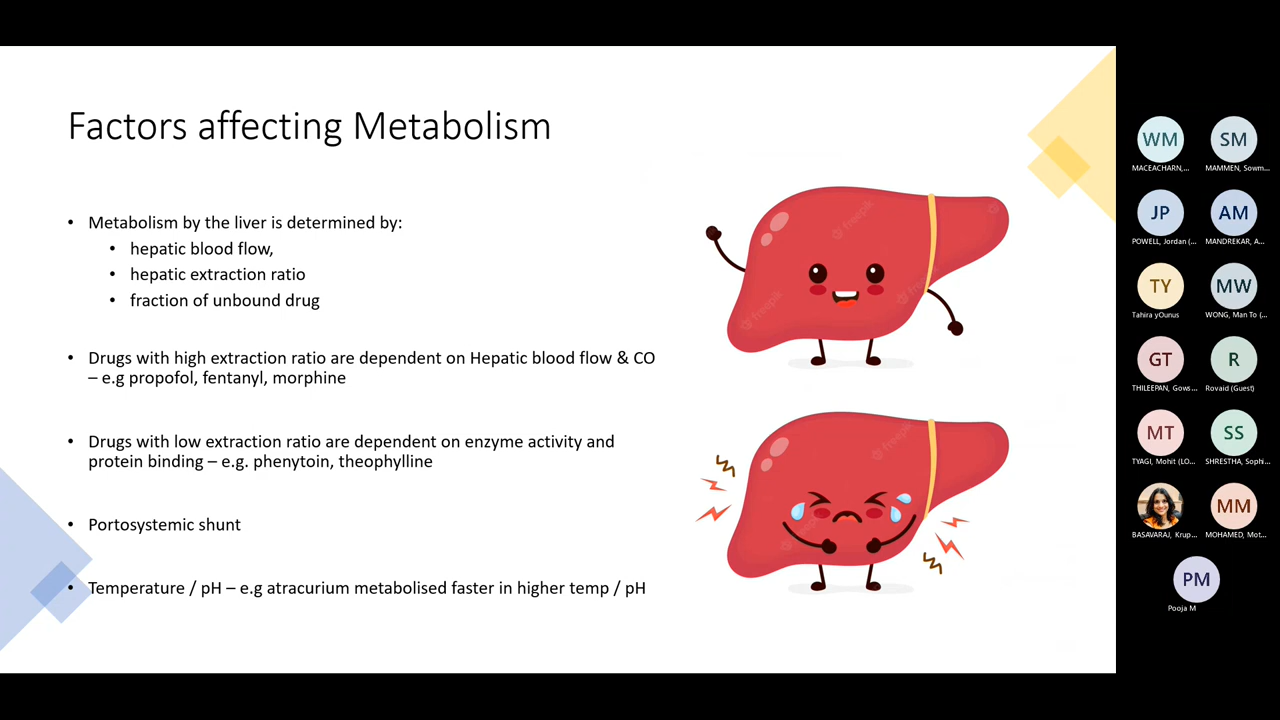 Factors affecting Metabolism
• Metabolism by the liver is determined by:
• hepatic blood flow,
• hepatic extraction ratio
• fraction of unbound drug
• Drugs with high extraction ratio are dependent on Hepatic blood flow & CO
– e.g propofol, fentanyl, morphine
• Drugs with low extraction ratio are dependent on enzyme activity and
protein binding – e.g. phenytoin, theophylline
• Portosystemic shunt
• Temperature / pH – e.g atracurium metabolised faster in higher temp / pH
freepik
freepik
freepik
freepik
freepik
WM
MACEACHARN,...
SM
MAMMEN, Sowm...
JP
POWELL, Jordan (...
AM
MANDREKAR, A...
TY
Tahira yOunus
MW
WONG, Man To (...
GT
THILEEPAN, Gows...
R
Rovaid (Guest)
MT
TYAGI, Mohit (LO...
SS
SHRESTHA, Sophi...
BASAVARAJ, Krup...
MM
MOHAMED, Mot...
PM
Pooja M